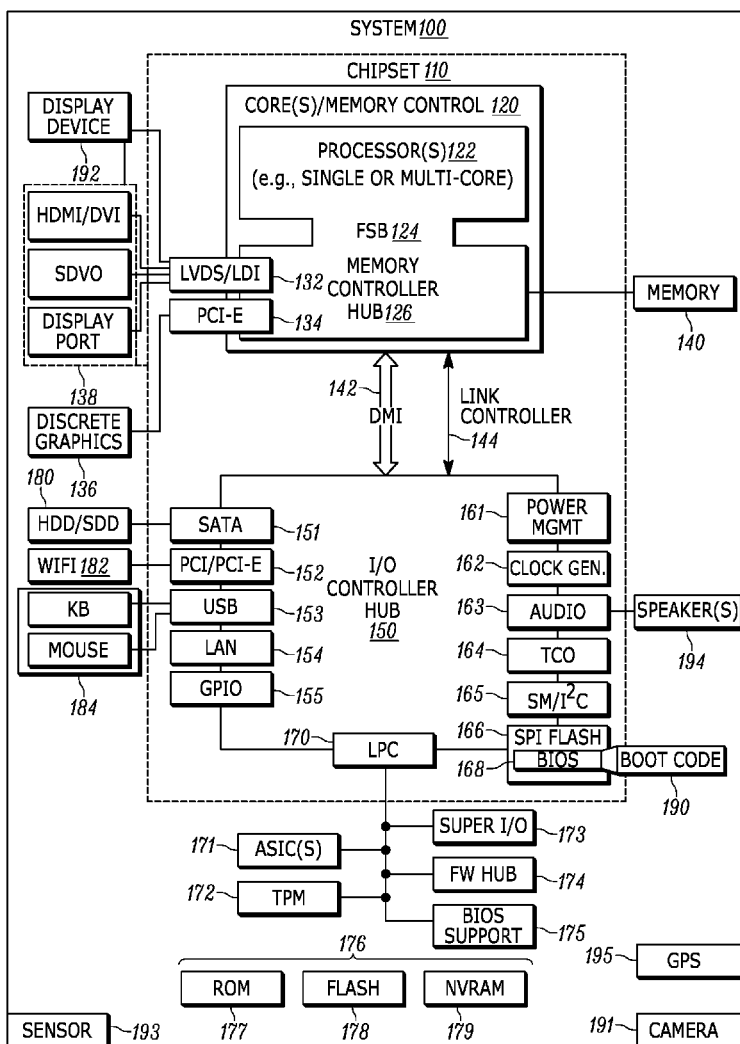 SYSTEM 100
CHIPSET 110
CORE(S)/MEMORY CONTROL 120
PROCESSOR(S) 122
(e.g., SINGLE OR MULTI-CORE)
FSB 124
MEMORY
CONTROLLER
HUB 126
DISPLAY
DEVICE
192
HDMI/DVI
SDVO
DISPLAY
PORT
138
LVDS/LDI
132
PCI-E
134
DISCRETE
GRAPHICS
136
MEMORY
140
142
DMI
LINK
CONTROLLER
144
180
HDD/SDD
WIFI 182
KB
MOUSE
184
SATA
151
PCI/PCI-E
152
USB
153
LAN
154
GPIO
155
I/O
CONTROLLER
HUB
150
161
POWER
MGMT
162
CLOCK GEN.
163
AUDIO
SPEAKER(S)
194
164
TCO
165
SM/I²C
166
SPI FLASH
168
BIOS
BOOT CODE
190
170
LPC
171
ASIC(S)
172
TPM
SUPER I/O
173
FW HUB
174
BIOS
SUPPORT
175
176
ROM
177
FLASH
178
NVRAM
179
195
GPS
SENSOR
193
191
CAMERA